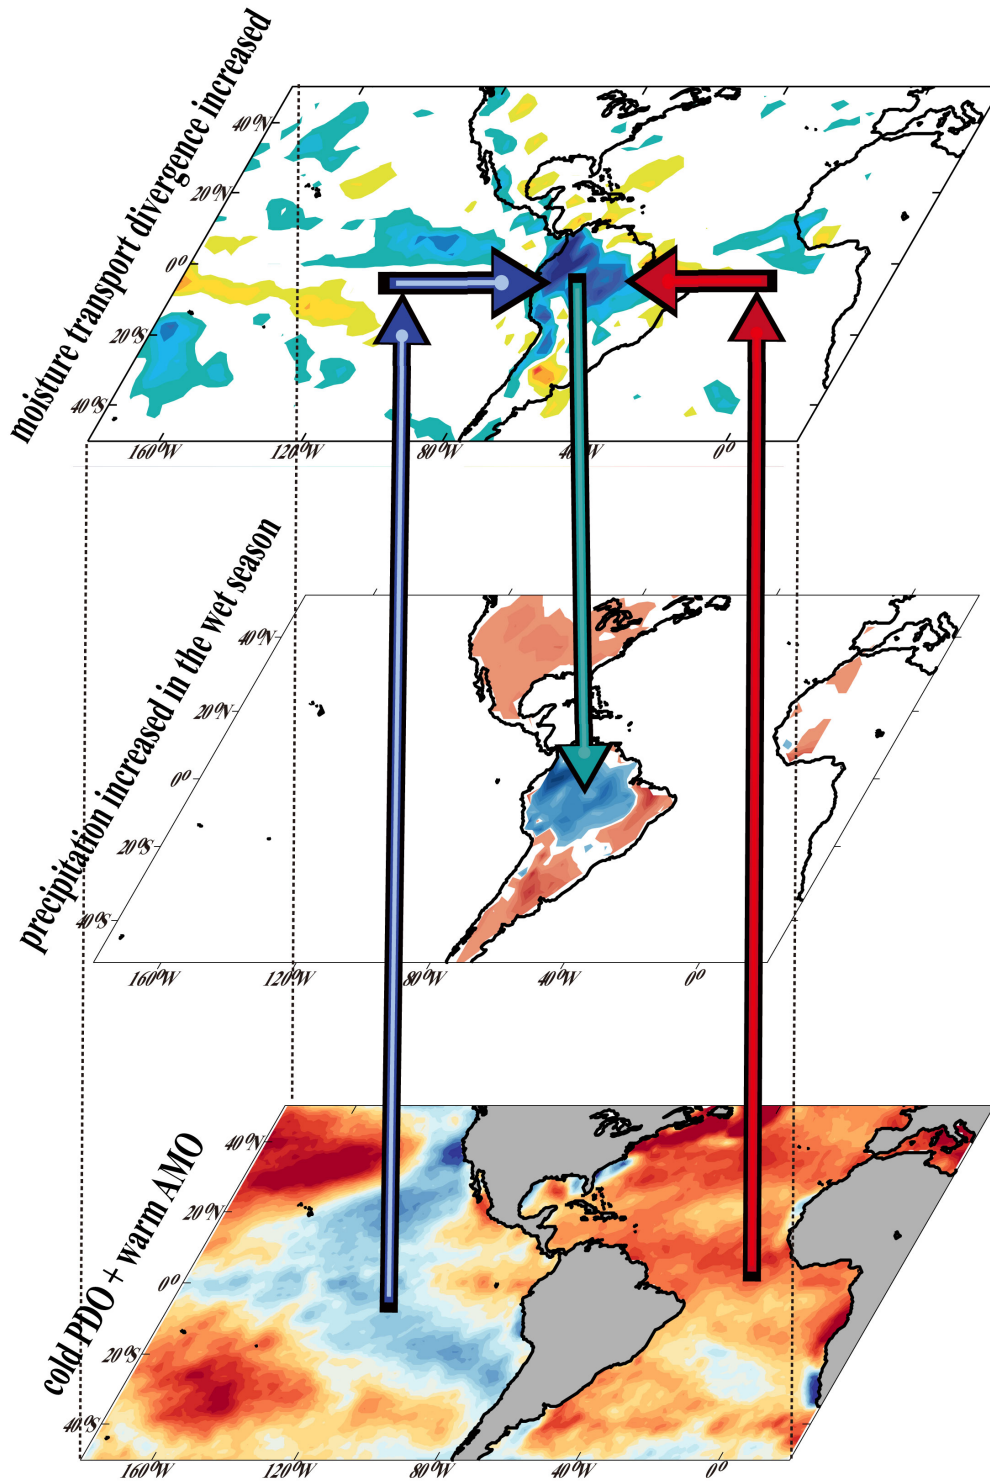 moisture transport divergence increased
40°N
20°N
0°
20°S
40°S
160°W 120°W 80°W 40°W 0°
precipitation increased in the wet season
40°N
20°N
0°
20°S
40°S
160°W 120°W 80°W 40°W 0°
cold PDO + warm AMO
40°N
20°N
0°
20°S
40°S
160°W 120°W 80°W 40°W 0°